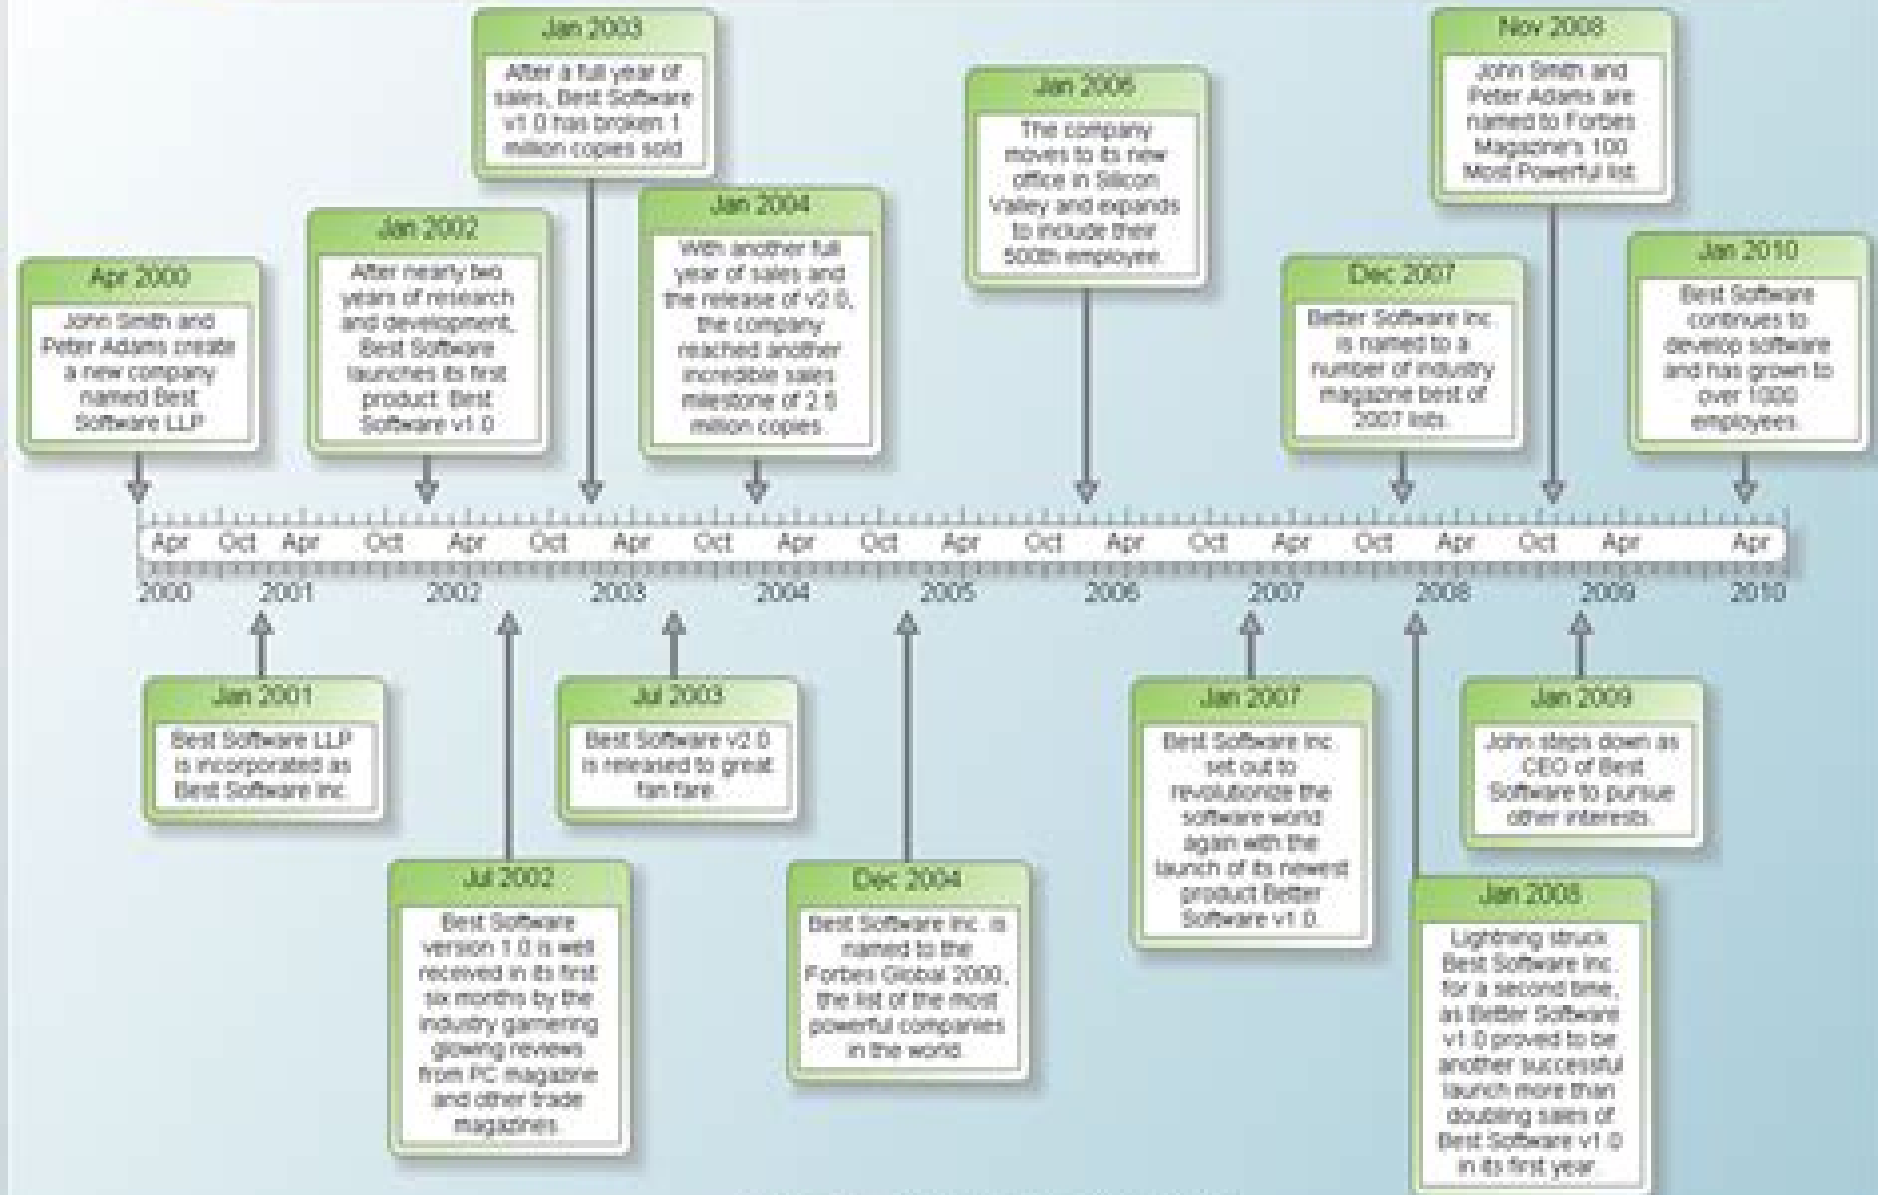 Jan 2003
After a full year of
sales, Best Software
v1.0 has broken 1
million copies sold
Nov 2008
John Smith and
Peter Adams are
named to Forbes
Magazine's 100
Most Powerful list.
Jan 2006
The company
moves to its new
office in Silicon
Valley and expands
to include their
500th employee.
Jan 2004
With another full
year of sales and
the release of v2.0,
the company
reached another
incredible sales
milestone of
million copies.
Jan 2002
After nearly two
years of research
and development,
Best Software
launches its first
product: Best
Software v1.0
Jan 2010
Best Software
continues to
develop software
and has grown to
over 1000
employees.
Apr 2000
John Smith and
Peter Adams create
a new company
named Best
Software LLP
Dec 2007
Better Software Inc.
is named to a
number of industry
magazine best of
2007 lists.
Apr Oct Apr Oct Apr Oct Apr Oct Apr Oct Apr Oct Apr Oct Apr Oct Apr Oct Apr Apr
2000 2001 2002 2003 2004 2005 2006 2007 2008 2009 2010
Jan 2001
Best Software LLP
is incorporated as
Best Software Inc.
Jul 2003
Best Software v2.0
is released to great
fan fare.
Jan 2007
Best Software Inc.
set out to
revolutionize the
software world
again with the
launch of its newest
product Better
Software v1.0.
Jan 2009
John steps down as
CEO of Best
Software to pursue
other interests.
Jul 2002
Best Software
version 1.0 is well
received in its first
six months by the
industry garnering
glowing reviews
from PC magazine
and other trade
magazines.
Dec 2004
Best Software Inc. is
named to the
Forbes Global 2000,
the list of the most
powerful companies
in the world.
Jan 2008
Lightning struck
Best Software Inc.
for a second time,
as Better Software
v1.0 proved to be
another successful
launch more than
doubling sales of
Best Software v1.0
in its first year.